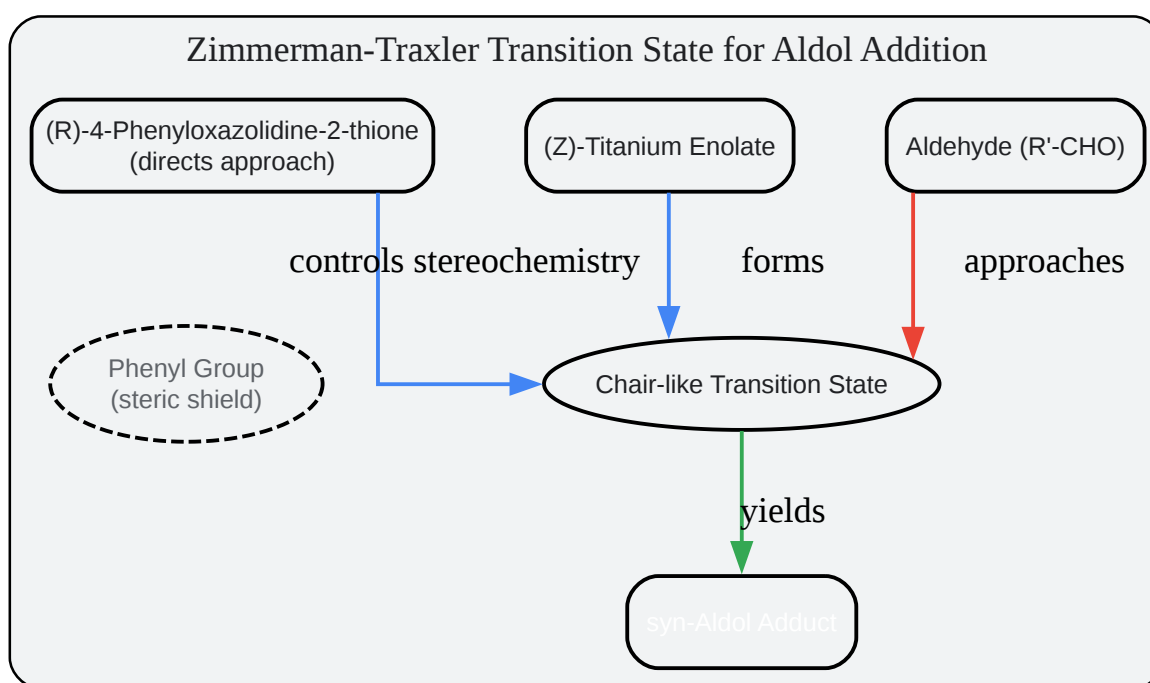 Zimmerman-Traxler Transition State for Aldol Addition
(R)-4-Phenyloxazolidine-2-thione
(directs approach)
(Z)-Titanium Enolate
Aldehyde (R'-CHO)
controls stereochemistry
forms
approaches
Phenyl Group
(steric shield)
Chair-like Transition State
yields
syn-Aldol Adduct